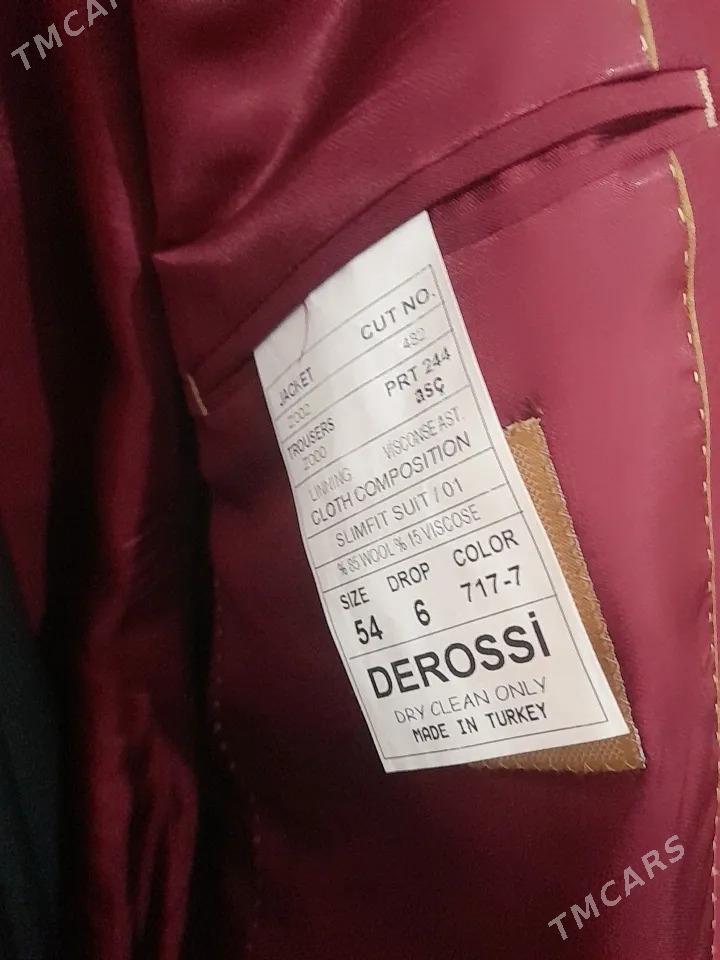 TMCARS
JACKET CUT NO.
2002 482
TROUSERS PRT 244
2000 asç
LINNING VISCONSE AST.
CLOTH COMPOSITION
SLIMFIT SUIT / 01
% 85 WOOL % 15 VISCOSE
SIZE DROP COLOR
54 6 717-7
DEROSSİ
DRY CLEAN ONLY
MADE IN TURKEY
TMCARS